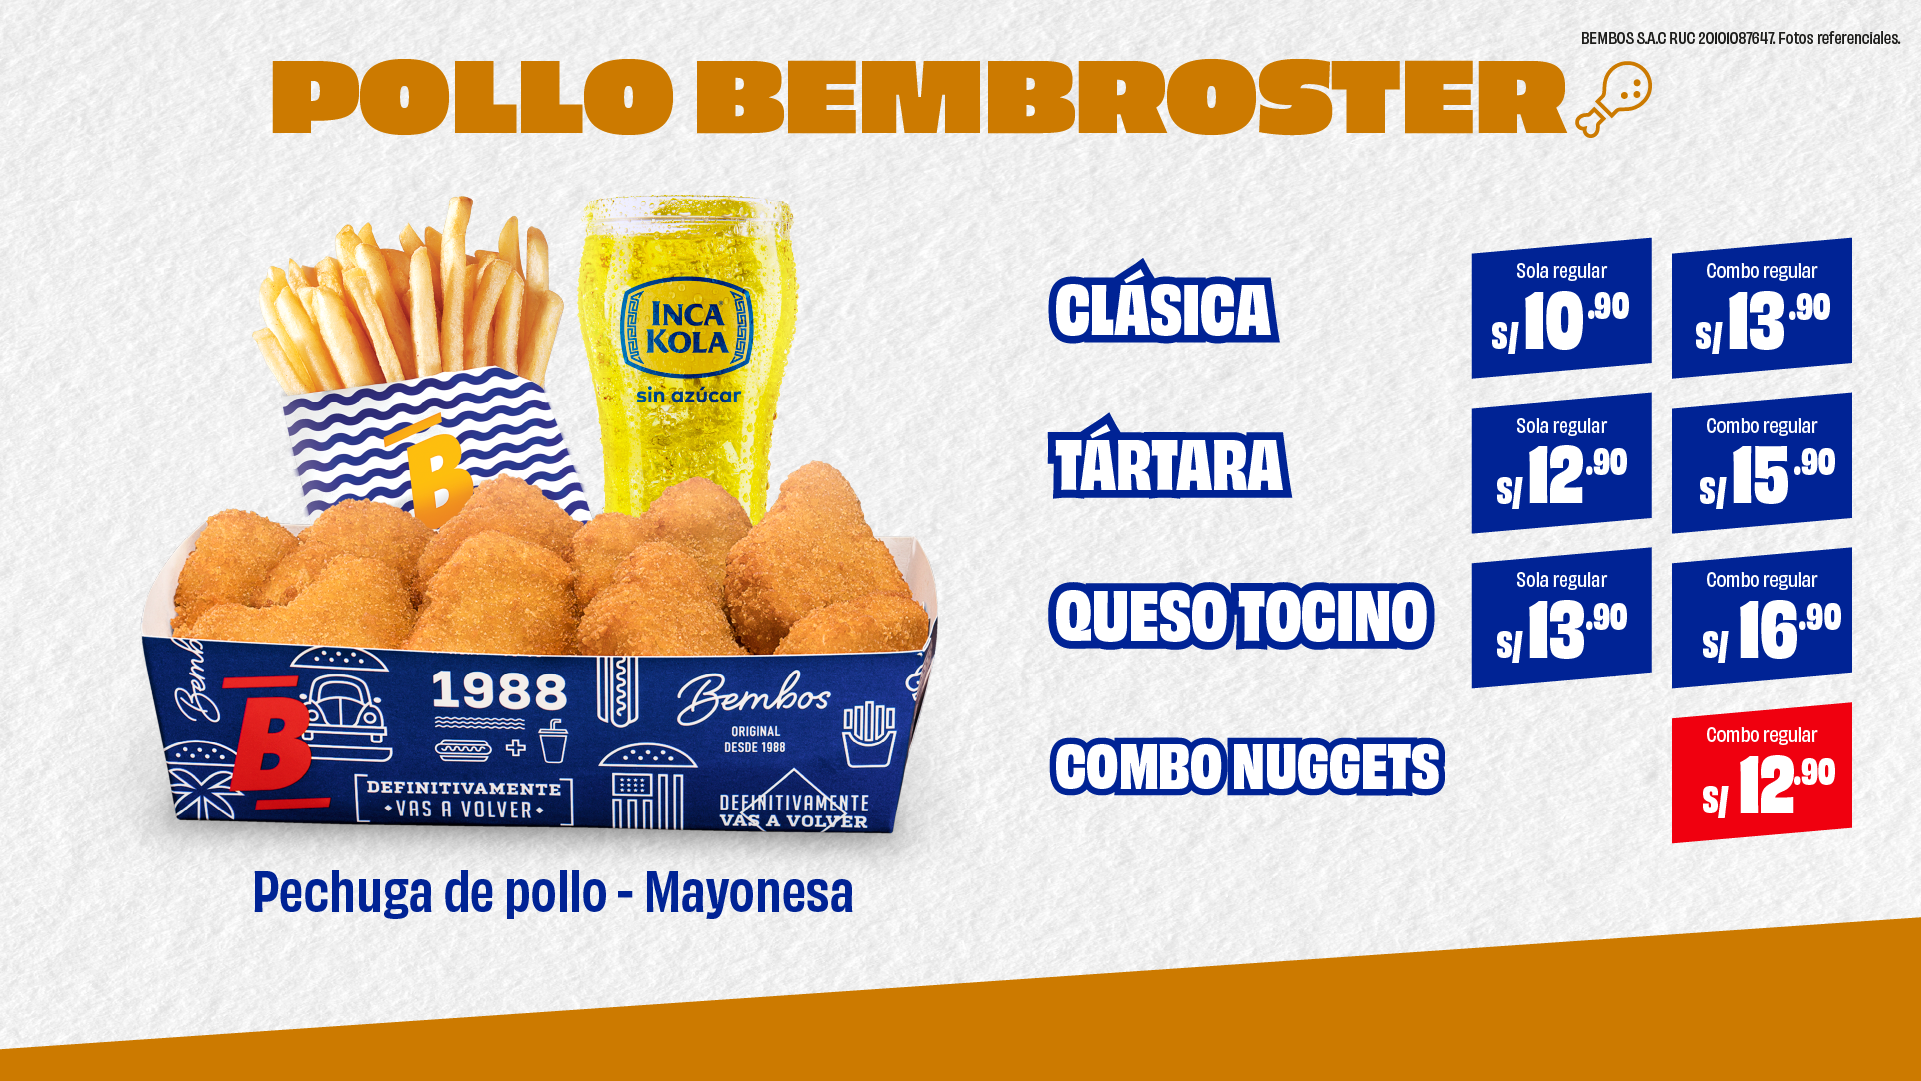 BEMBOS S.A.C RUC 20101087647. Fotos referenciales.
POLLO BEMBROSTER
INCA
KOLA
sin azúcar
B
CLÁSICA
Sola regular
S/ 10.90
Combo regular
S/ 13.90
TÁRTARA
Sola regular
S/ 12.90
Combo regular
S/ 15.90
QUESO TOCINO
Sola regular
S/ 13.90
Combo regular
S/ 16.90
COMBO NUGGETS
Combo regular
S/ 12.90
Bemb
B
1988
Bembos
ORIGINAL
DESDE 1988
DEFINITIVAMENTE
VAS A VOLVER
DEFINITIVAMENTE
VAS A VOLVER
Pechuga de pollo - Mayonesa